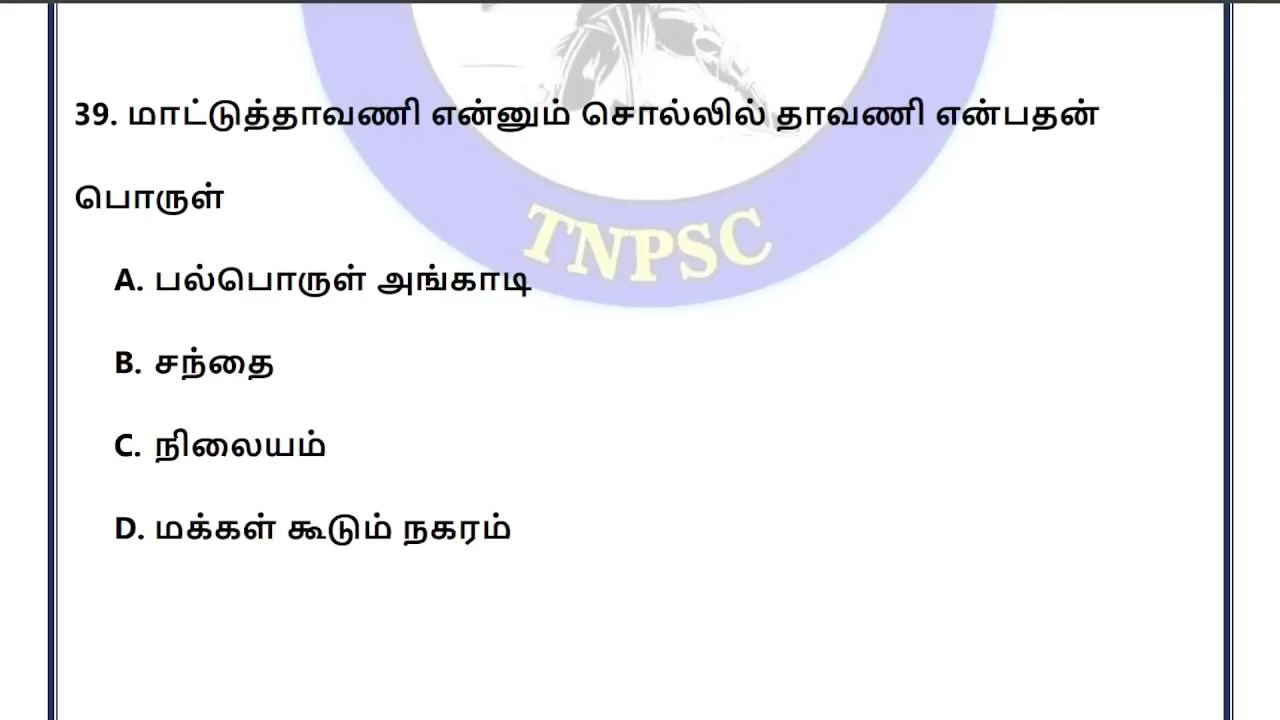 TNPSC
39. மாட்டுத்தாவணி என்னும் சொல்லில் தாவணி என்பதன்
பொருள்
A. பல்பொருள் அங்காடி
B. சந்தை
C. நிலையம்
D. மக்கள் கூடும் நகரம்